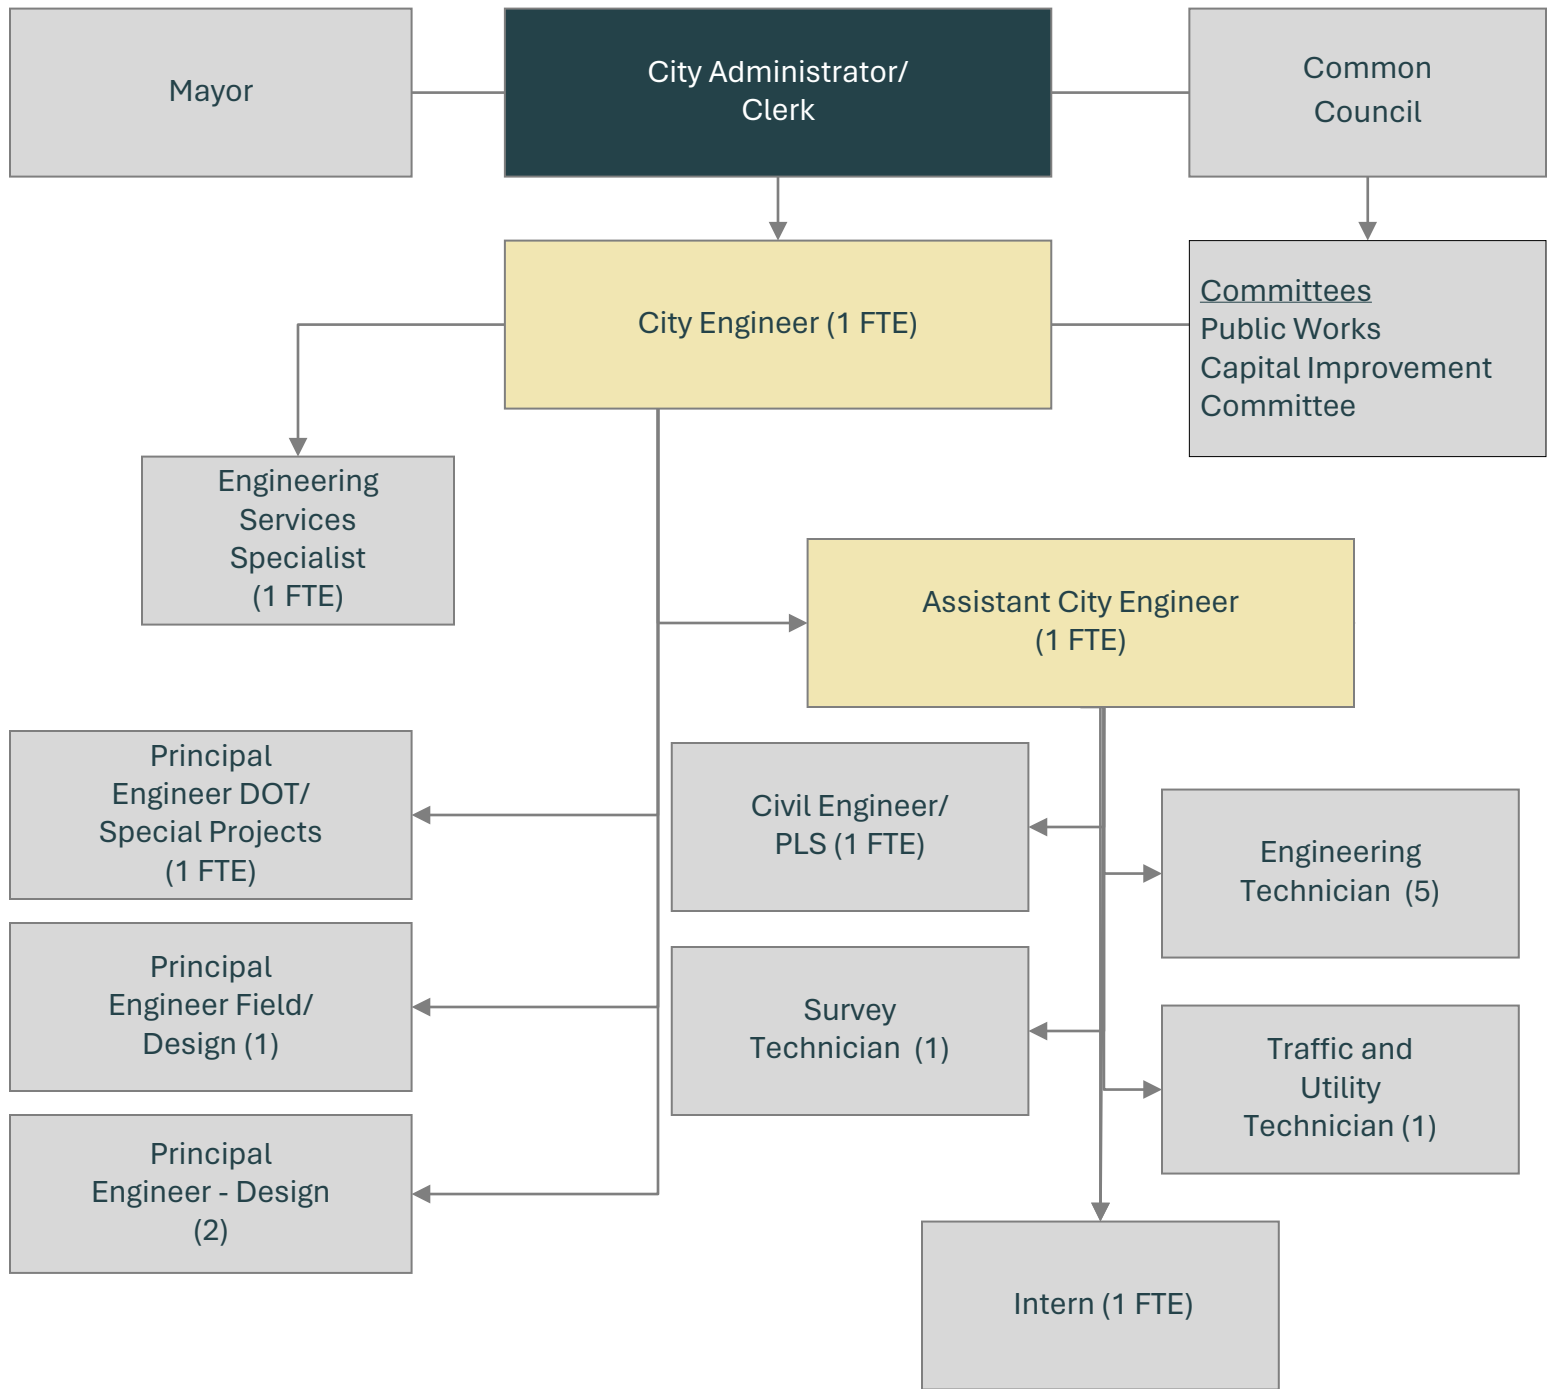 Mayor
City Administrator/
Clerk
Common
Council
City Engineer (1 FTE)
Committees
Public Works
Capital Improvement
Committee
Engineering
Services
Specialist
(1 FTE)
Assistant City Engineer
(1 FTE)
Principal
Engineer DOT/
Special Projects
(1 FTE)
Civil Engineer/
PLS (1 FTE)
Engineering
Technician  (5)
Principal
Engineer Field/
Design (1)
Survey
Technician  (1)
Traffic and
Utility
Technician (1)
Principal
Engineer - Design
(2)
Intern (1 FTE)